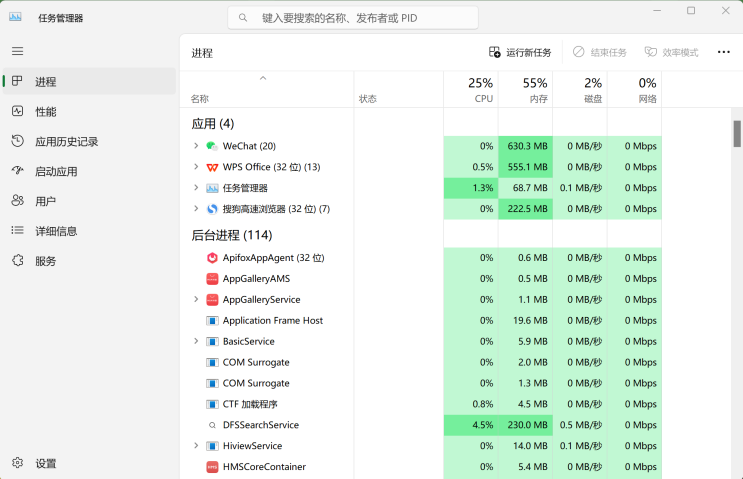 任务管理器
键入要搜索的名称、发布者或 PID
进程
性能
应用历史记录
启动应用
用户
详细信息
服务
设置
进程
运行新任务
结束任务
效率模式
25% 55% 2% 0%
名称 状态 CPU 内存 磁盘 网络
应用 (4)
WeChat (20) 0% 630.3 MB 0 MB/秒 0 Mbps
WPS Office (32 位) (13) 0.5% 555.1 MB 0 MB/秒 0 Mbps
任务管理器 1.3% 68.7 MB 0.1 MB/秒 0 Mbps
搜狗高速浏览器 (32 位) (7) 0% 222.5 MB 0 MB/秒 0 Mbps
后台进程 (114)
ApifoxAppAgent (32 位) 0% 0.6 MB 0 MB/秒 0 Mbps
AppGalleryAMS 0% 0.5 MB 0 MB/秒 0 Mbps
AppGalleryService 0% 1.1 MB 0 MB/秒 0 Mbps
Application Frame Host 0% 19.6 MB 0 MB/秒 0 Mbps
BasicService 0% 5.9 MB 0 MB/秒 0 Mbps
COM Surrogate 0% 2.0 MB 0 MB/秒 0 Mbps
COM Surrogate 0% 1.3 MB 0 MB/秒 0 Mbps
CTF 加载程序 0.8% 4.5 MB 0 MB/秒 0 Mbps
DFSSearchService 4.5% 230.0 MB 0.5 MB/秒 0 Mbps
HiviewService 0% 14.0 MB 0.1 MB/秒 0 Mbps
HMSCoreContainer 0% 5.4 MB 0 MB/秒 0 Mbps